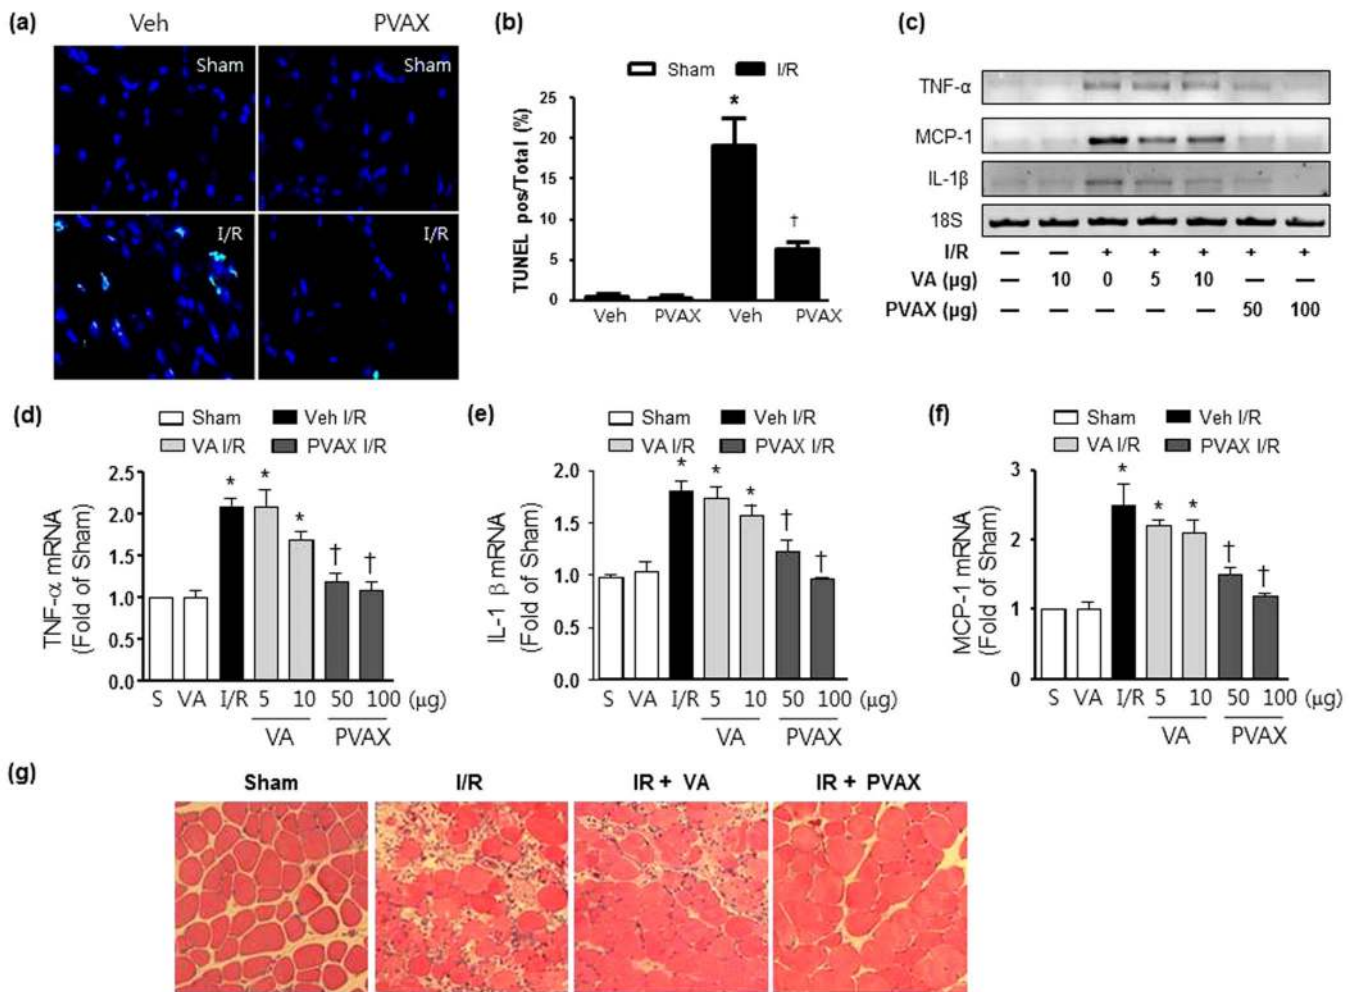 (a)
Veh
PVAX
Sham
Sham
I/R
I/R
(b)
Sham
I/R
TUNEL pos/Total (%)
25
20
15
10
5
0
*
†
Veh
PVAX
Veh
PVAX
(c)
TNF-α
MCP-1
IL-1β
18S
I/R — — + + + + +
VA (µg) — 10 0 5 10 — —
PVAX (µg) — — — — — 50 100
(d)
Sham
Veh I/R
VA I/R
PVAX I/R
TNF-α mRNA
(Fold of Sham)
2.5
2.0
1.5
1.0
0.5
0.0
* * * † †
S VA I/R 5 10 50 100 (µg)
VA PVAX
(e)
Sham
Veh I/R
VA I/R
PVAX I/R
IL-1 β mRNA
(Fold of Sham)
2.0
1.5
1.0
0.5
0.0
* * * † †
S VA I/R 5 10 50 100 (µg)
VA PVAX
(f)
Sham
Veh I/R
VA I/R
PVAX I/R
MCP-1 mRNA
(Fold of Sham)
3
2
1
0
* * * † †
S VA I/R 5 10 50 100 (µg)
VA PVAX
(g)
Sham
I/R
IR + VA
IR + PVAX